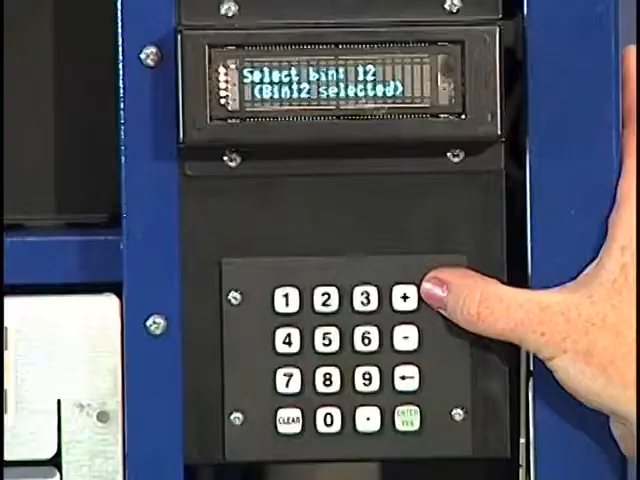 Select bin: 12
(Bin12 selected)
1 2 3 +
4 5 6 -
7 8 9 ←
CLEAR 0 . ENTER YES